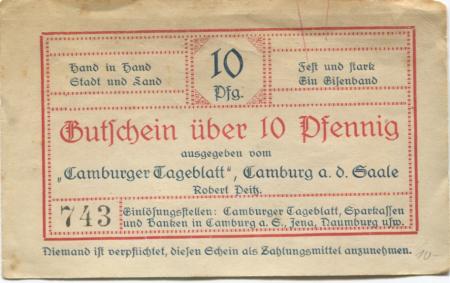 Hand in Hand
Stadt und Land
10
Pfg.
Fest und stark
Ein Eisenband
Gutschein über 10 Pfennig
ausgegeben vom
„Camburger Tageblatt“, Camburg a. d. Saale
Robert Peitz.
743
Einlösungsstellen: Camburger Tageblatt, Sparkassen
und Banken in Camburg a. S., Jena, Naumburg usw.
Niemand ist verpflichtet, diesen Schein als Zahlungsmittel anzunehmen.
10-